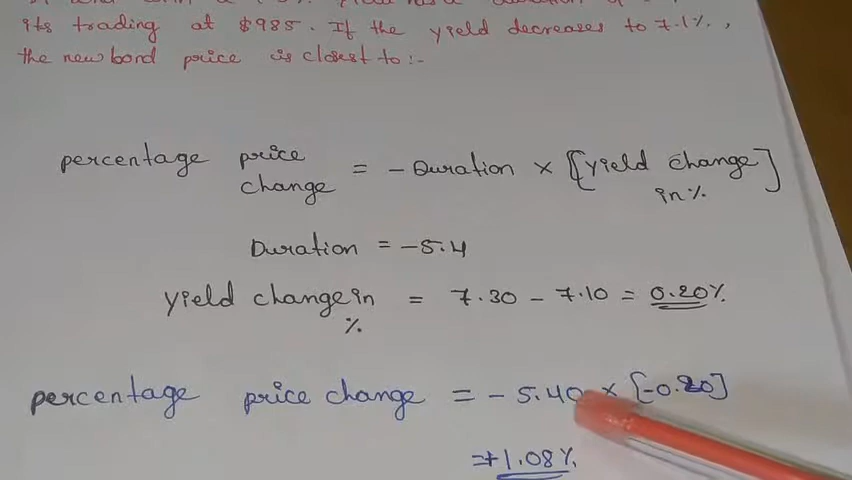 its trading at $985. If the yield decreases to 7.1%.,
the new bond price is closest to :-
percentage price change = - Duration × [yield change in %]
Duration = -5.4
yield change in % = 7.30 - 7.10 = 0.20%
percentage price change = - 5.40 × [-0.20]
=+1.08%